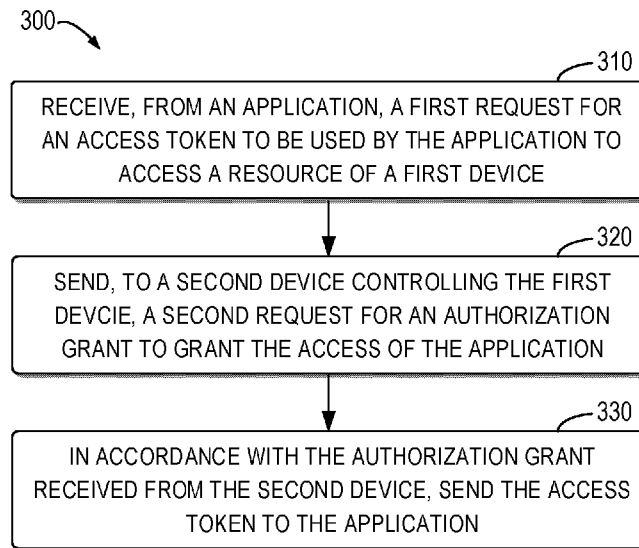 300
310
RECEIVE, FROM AN APPLICATION, A FIRST REQUEST FOR
AN ACCESS TOKEN TO BE USED BY THE APPLICATION TO
ACCESS A RESOURCE OF A FIRST DEVICE
320
SEND, TO A SECOND DEVICE CONTROLLING THE FIRST
DEVCIE, A SECOND REQUEST FOR AN AUTHORIZATION
GRANT TO GRANT THE ACCESS OF THE APPLICATION
330
IN ACCORDANCE WITH THE AUTHORIZATION GRANT
RECEIVED FROM THE SECOND DEVICE, SEND THE ACCESS
TOKEN TO THE APPLICATION